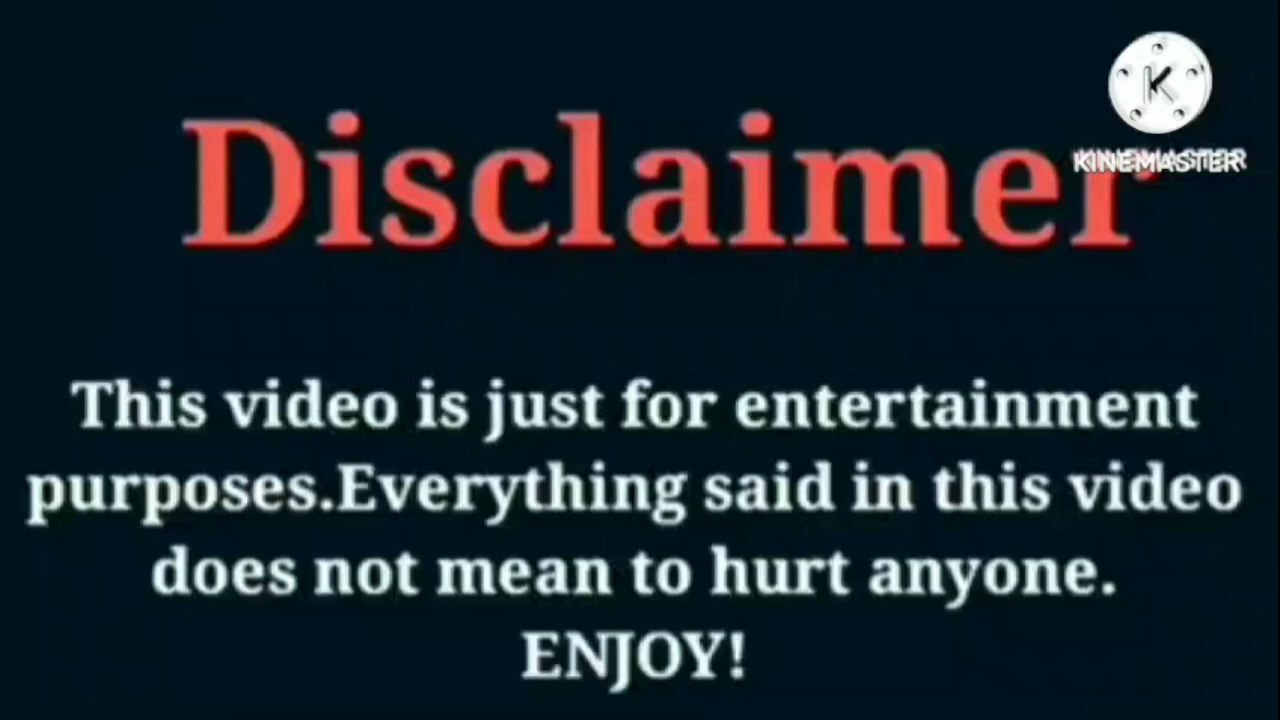 K
KINEMASTER
Disclaimer
This video is just for entertainment
purposes.Everything said in this video
does not mean to hurt anyone.
ENJOY!